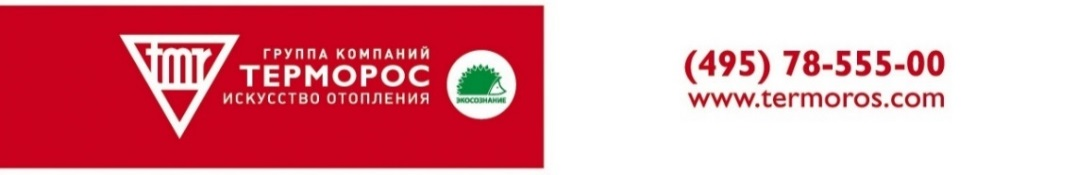 tmr
ГРУППА КОМПАНИЙ
ТЕРМОРОС
ИСКУССТВО ОТОПЛЕНИЯ
ЭКОСОЗНАНИЕ
(495) 78-555-00
www.termoros.com